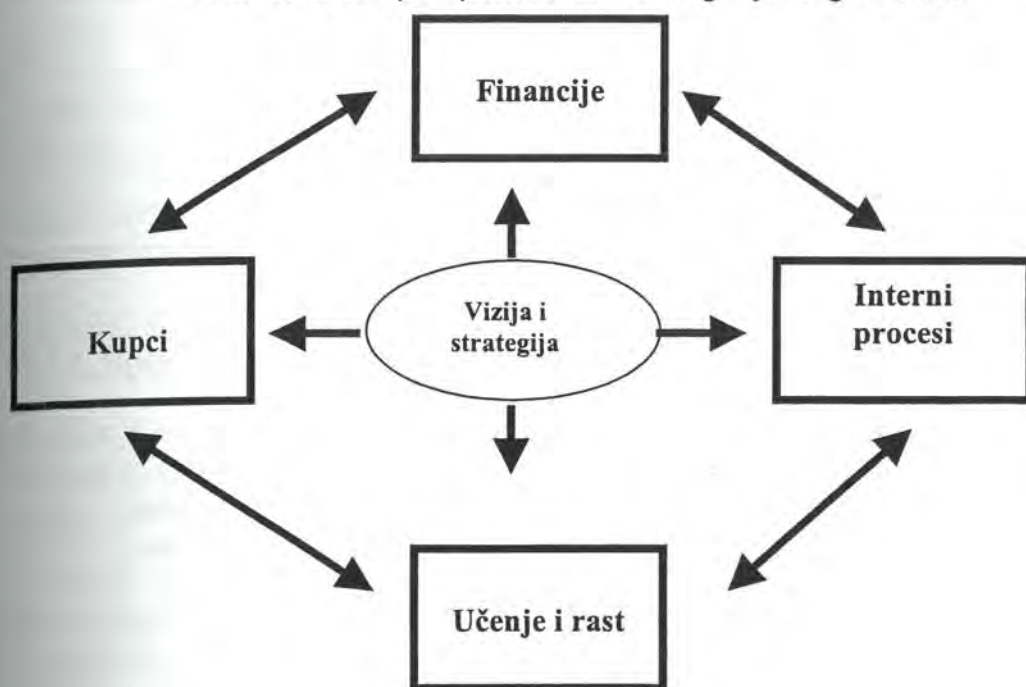 Financije
Kupci
Vizija i
strategija
Interni
procesi
Učenje i rast